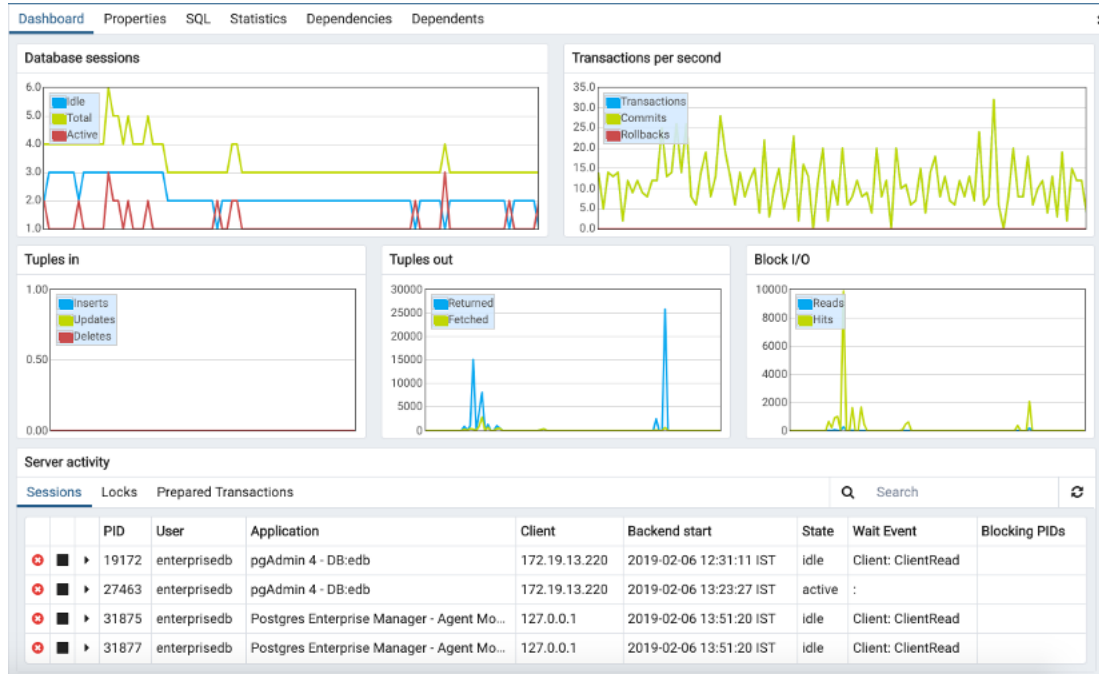 Dashboard Properties SQL Statistics Dependencies Dependents
Database sessions
6.0
5.0
4.0
3.0
2.0
1.0
Idle
Total
Active
Transactions per second
35.0
30.0
25.0
20.0
15.0
10.0
5.0
0.0
Transactions
Commits
Rollbacks
Tuples in
1.00
0.50
0.00
Inserts
Updates
Deletes
Tuples out
30000
25000
20000
15000
10000
5000
0
Returned
Fetched
Block I/O
10000
8000
6000
4000
2000
0
Reads
Hits
Server activity
Sessions Locks Prepared Transactions Search
PID User Application Client Backend start State Wait Event Blocking PIDs
19172 enterprisedb pgAdmin 4 - DB:edb 172.19.13.220 2019-02-06 12:31:11 IST idle Client: ClientRead
27463 enterprisedb pgAdmin 4 - DB:edb 172.19.13.220 2019-02-06 13:23:27 IST active :
31875 enterprisedb Postgres Enterprise Manager - Agent Mo... 127.0.0.1 2019-02-06 13:51:20 IST idle Client: ClientRead
31877 enterprisedb Postgres Enterprise Manager - Agent Mo... 127.0.0.1 2019-02-06 13:51:20 IST idle Client: ClientRead